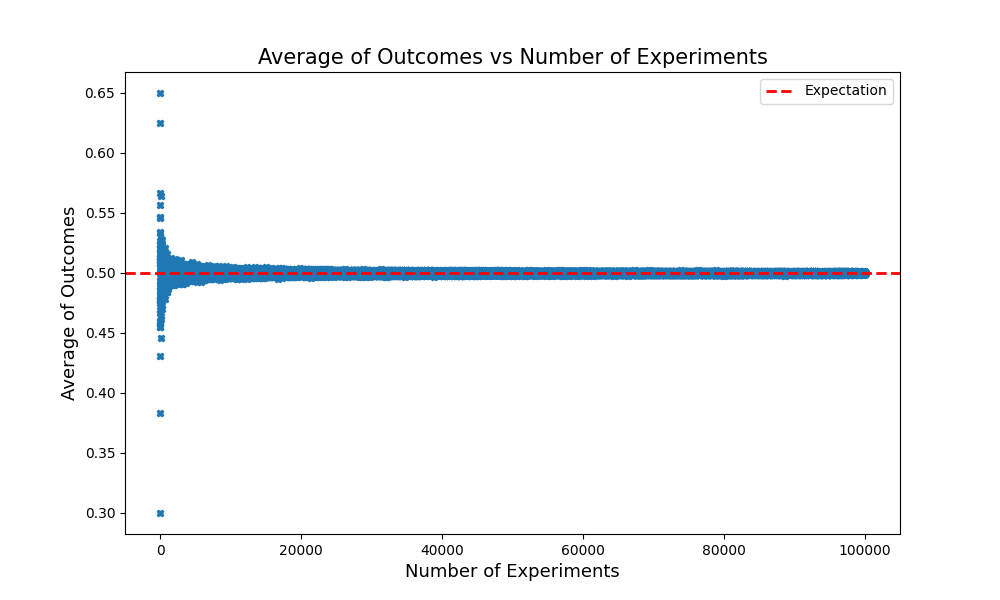 Average of Outcomes vs Number of Experiments
Expectation
0.65
0.60
0.55
0.50
0.45
0.40
0.35
0.30
Average of Outcomes
0 20000 40000 60000 80000 100000
Number of Experiments